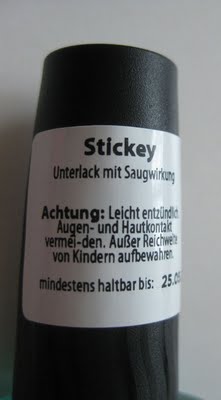 Stickey
Unterlack mit Saugwirkung
Achtung: Leicht entzündlich
Augen- und Hautkontakt
vermei-den. Außer Reichweite
von Kindern aufbewahren.
mindestens haltbar bis: